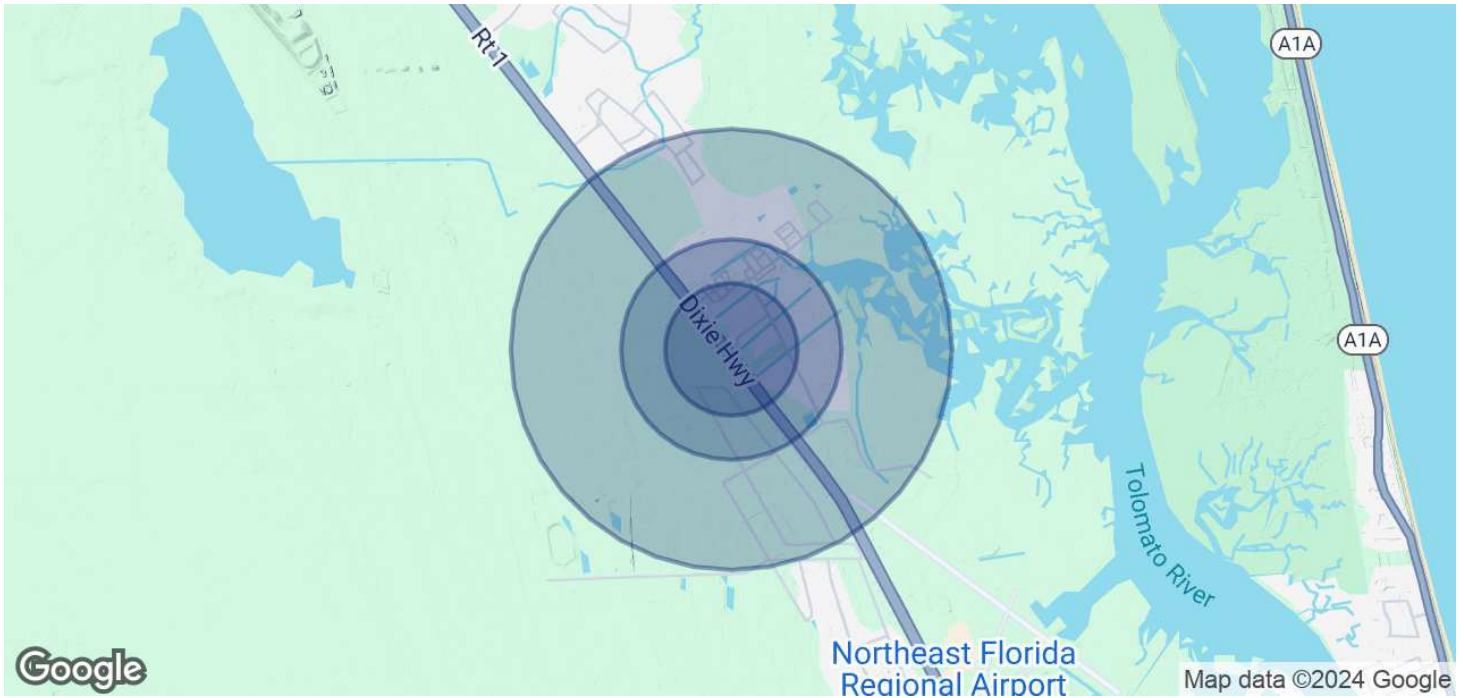 Rt 1
A1A
Dixie Hwy
A1A
Tolomato River
Northeast Florida
Regional Airport
Google
Map data ©2024 Google